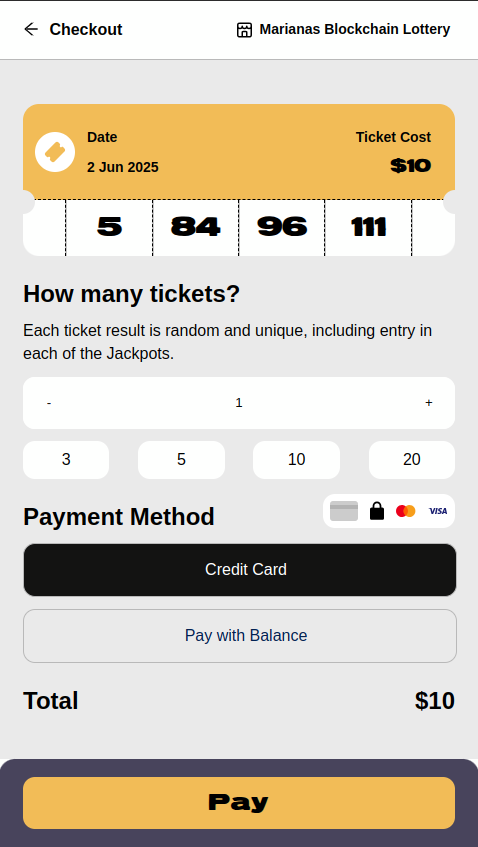 Checkout
Marianas Blockchain Lottery
Date
Ticket Cost
2 Jun 2025
$10
5 84 96 111
How many tickets?
Each ticket result is random and unique, including entry in
each of the Jackpots.
- 1 +
3 5 10 20
Payment Method
VISA
Credit Card
Pay with Balance
Total $10
Pay